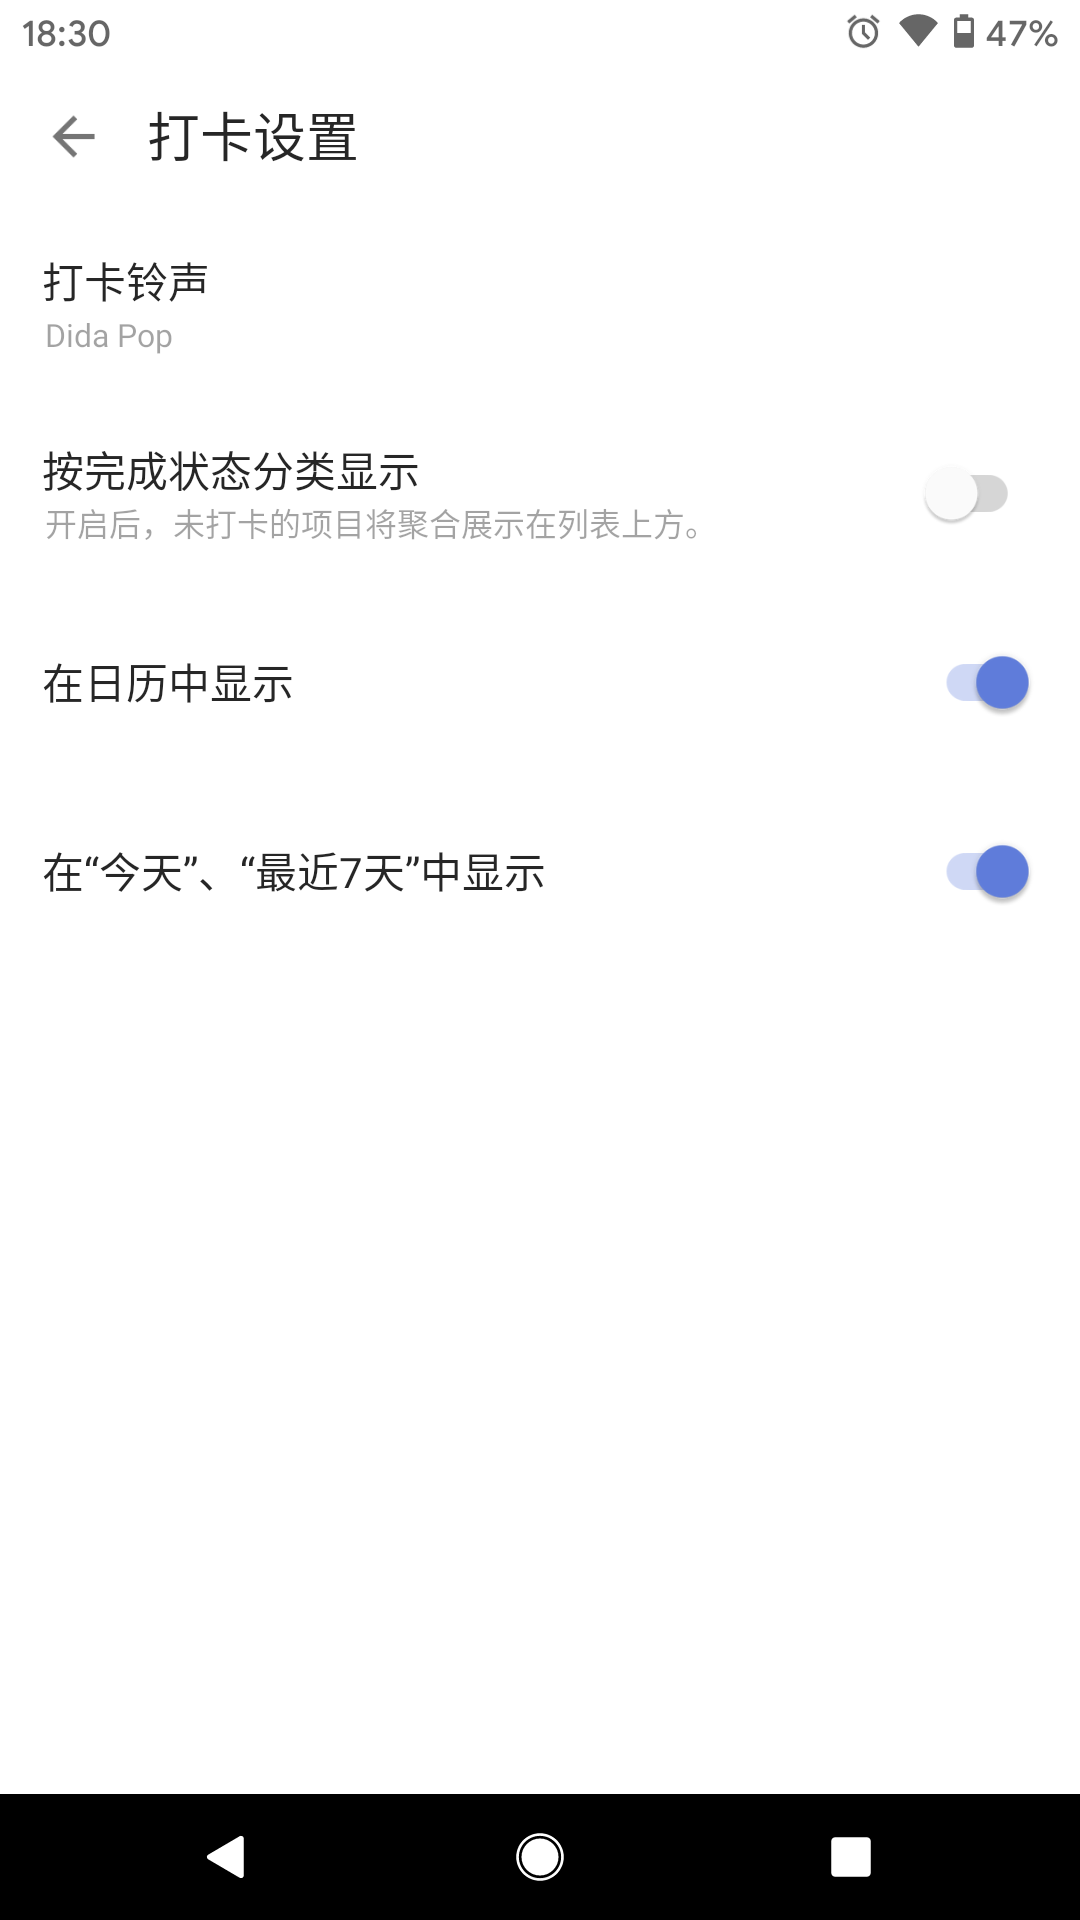 18:30
47%
打卡设置
打卡铃声
Dida Pop
按完成状态分类显示
开启后，未打卡的项目将聚合展示在列表上方。
在日历中显示
在“今天”、“最近7天”中显示